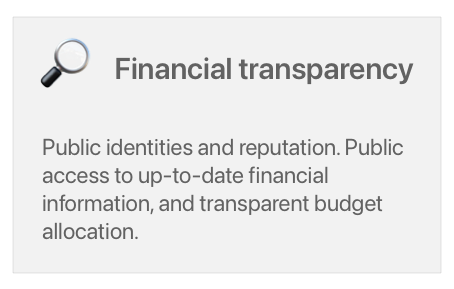 Financial transparency
Public identities and reputation. Public
access to up-to-date financial
information, and transparent budget
allocation.